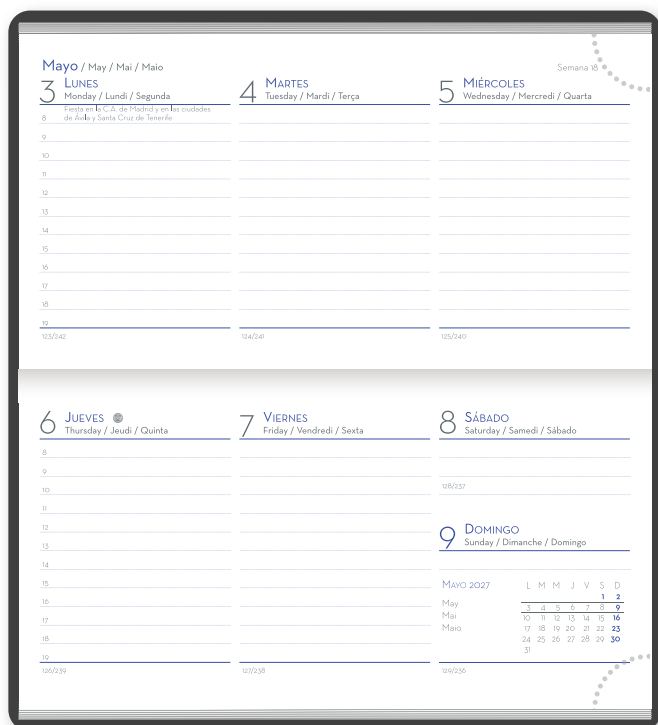 Mayo / May / Mai / Maio
Semana 18
3 LUNES
Monday / Lundi / Segunda
Fiesta en la C.A. de Madrid y en las ciudades
de Ávila y Santa Cruz de Tenerife
8
9
10
11
12
13
14
15
16
17
18
19
123/242
4 MARTES
Tuesday / Mardi / Terça
124/241
5 MIÉRCOLES
Wednesday / Mercredi / Quarta
125/240
6 JUEVES
Thursday / Jeudi / Quinta
8
9
10
11
12
13
14
15
16
17
18
19
126/239
7 VIERNES
Friday / Vendredi / Sexta
127/238
8 SÁBADO
Saturday / Samedi / Sábado
128/237
9 DOMINGO
Sunday / Dimanche / Domingo
MAYO 2027
May
Mai
Maio
L M M J V S D
1 2
3 4 5 6 7 8 9
10 11 12 13 14 15 16
17 18 19 20 21 22 23
24 25 26 27 28 29 30
31
129/236